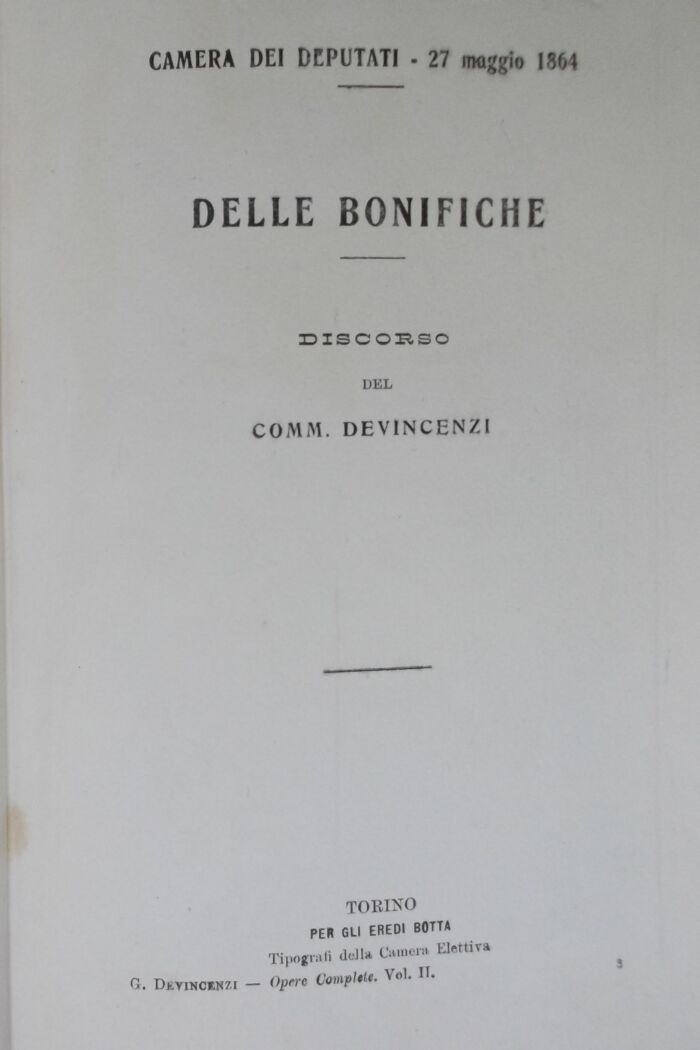 CAMERA DEI DEPUTATI - 27 maggio 1864
DELLE BONIFICHE
DISCORSO
DEL
COMM. DEVINCENZI
TORINO
PER GLI EREDI BOTTA
Tipografi della Camera Elettiva
G. DEVINCENZI — Opere Complete. Vol. II.
3